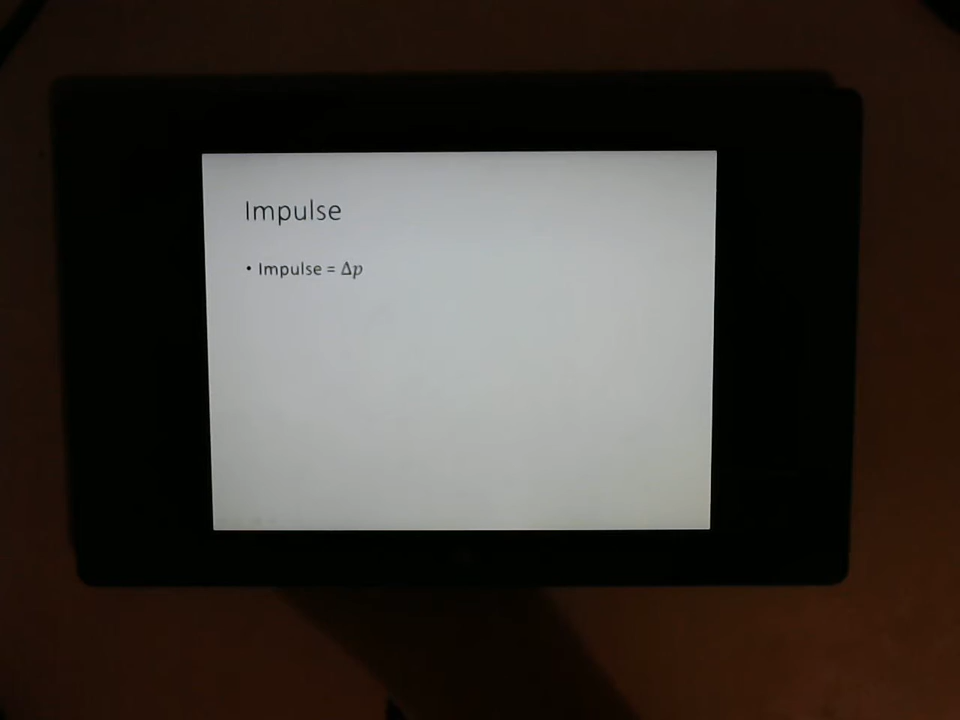 Impulse
• Impulse = Δp